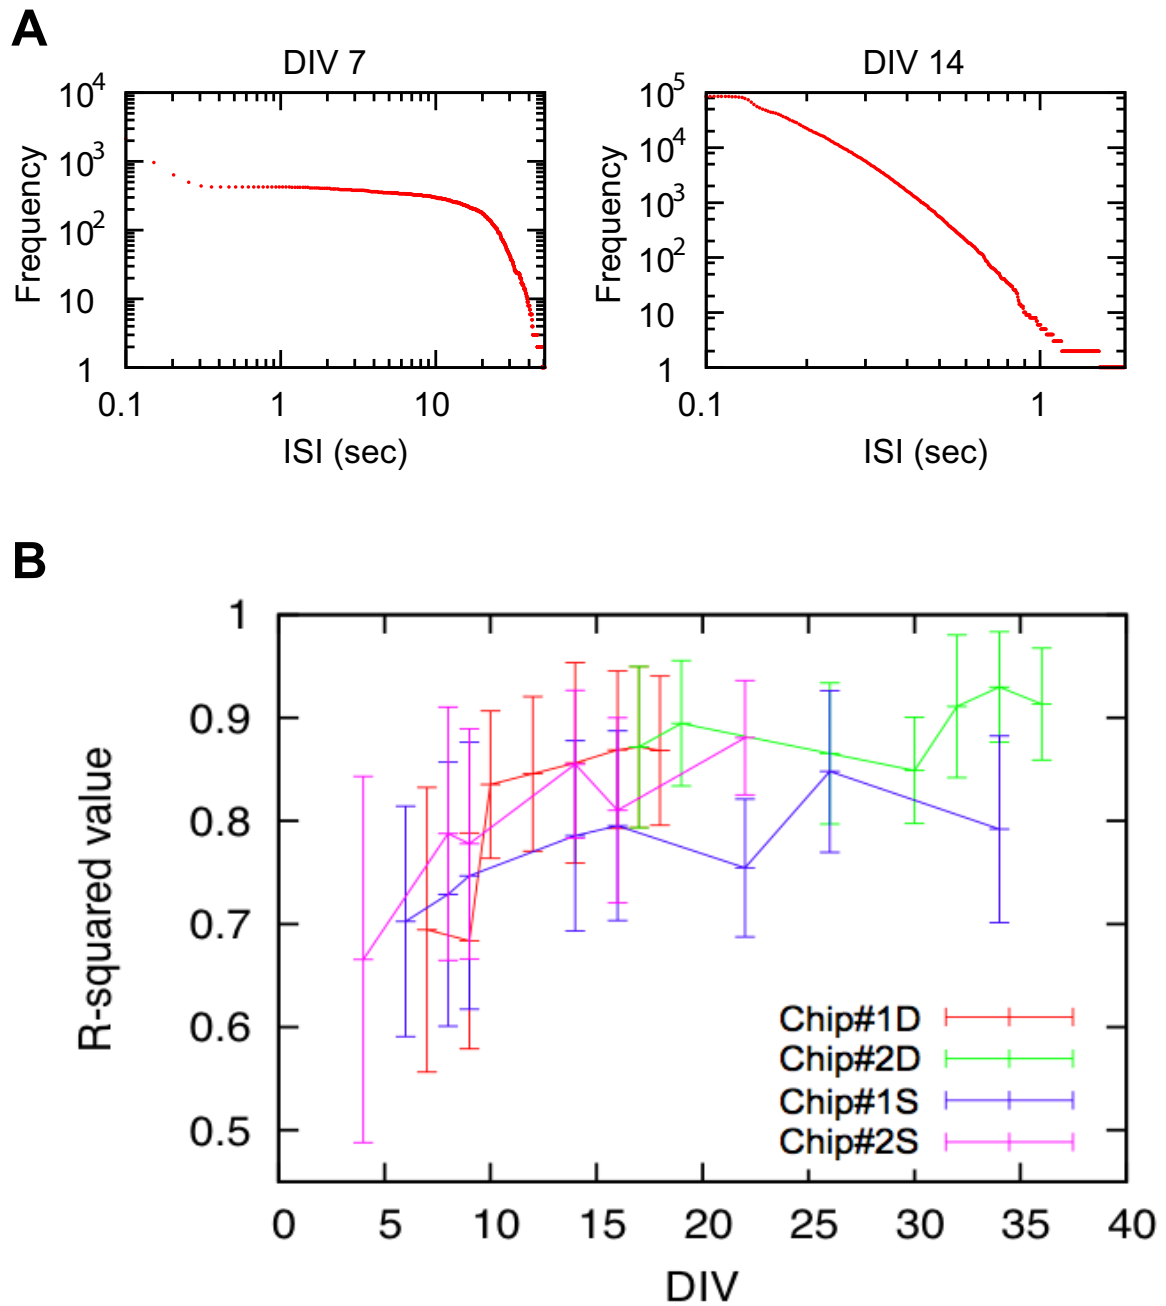 A
DIV 7
DIV 14
Frequency
10^4
10^3
10^2
10
1
0.1
1
10
ISI (sec)
Frequency
10^5
10^4
10^3
10^2
10
1
0.1
1
ISI (sec)
B
R-squared value
1
0.9
0.8
0.7
0.6
0.5
Chip#1D
Chip#2D
Chip#1S
Chip#2S
0 5 10 15 20 25 30 35 40
DIV